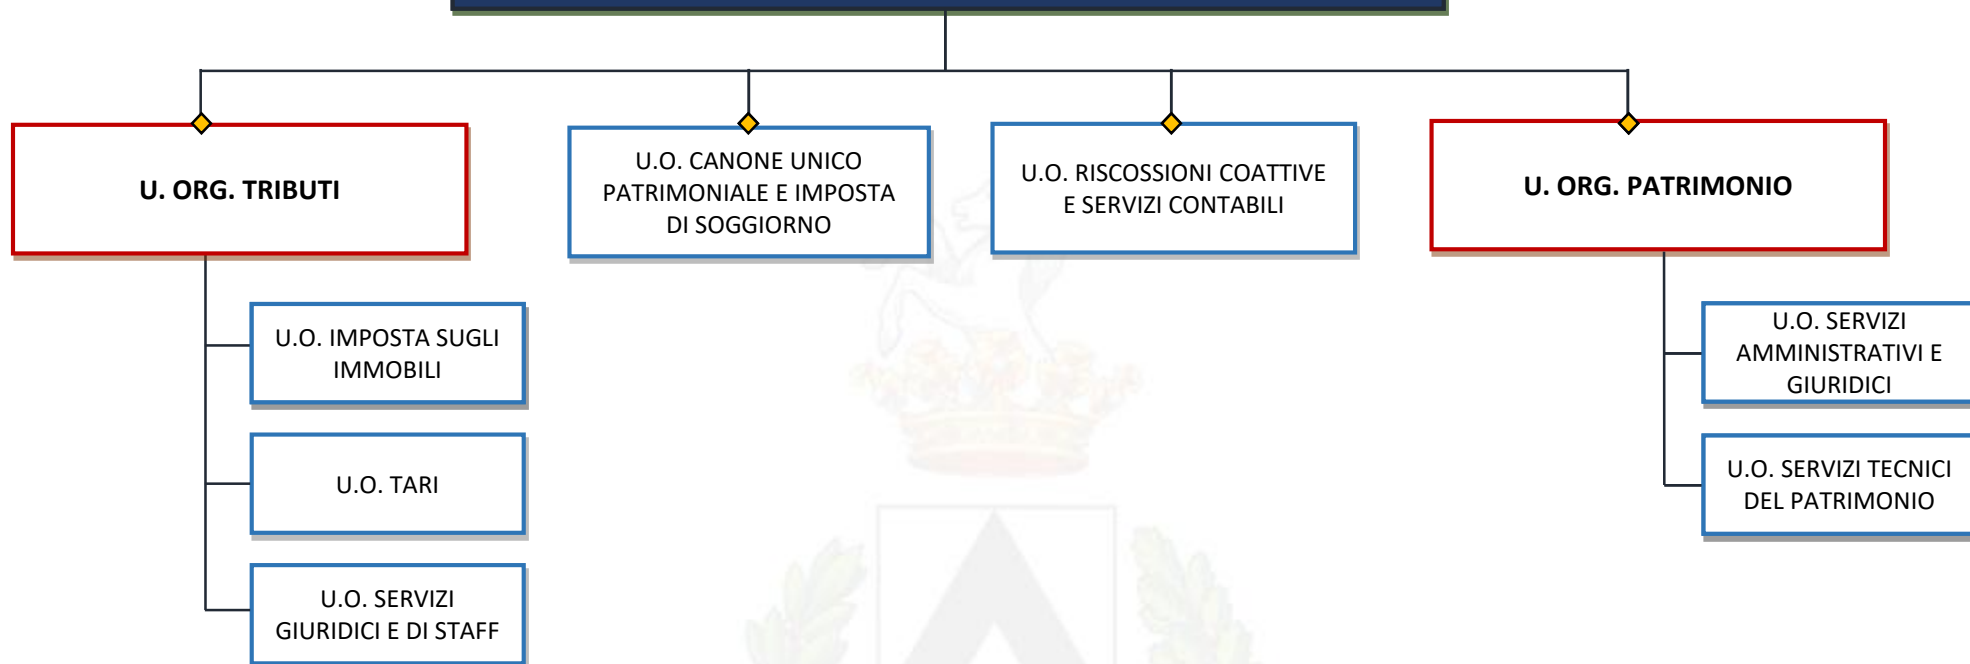 U. ORG. TRIBUTI
U.O. CANONE UNICO
PATRIMONIALE E IMPOSTA
DI SOGGIORNO
U.O. RISCOSSIONI COATTIVE
E SERVIZI CONTABILI
U. ORG. PATRIMONIO
U.O. IMPOSTA SUGLI
IMMOBILI
U.O. TARI
U.O. SERVIZI
GIURIDICI E DI STAFF
U.O. SERVIZI
AMMINISTRATIVI E
GIURIDICI
U.O. SERVIZI TECNICI
DEL PATRIMONIO